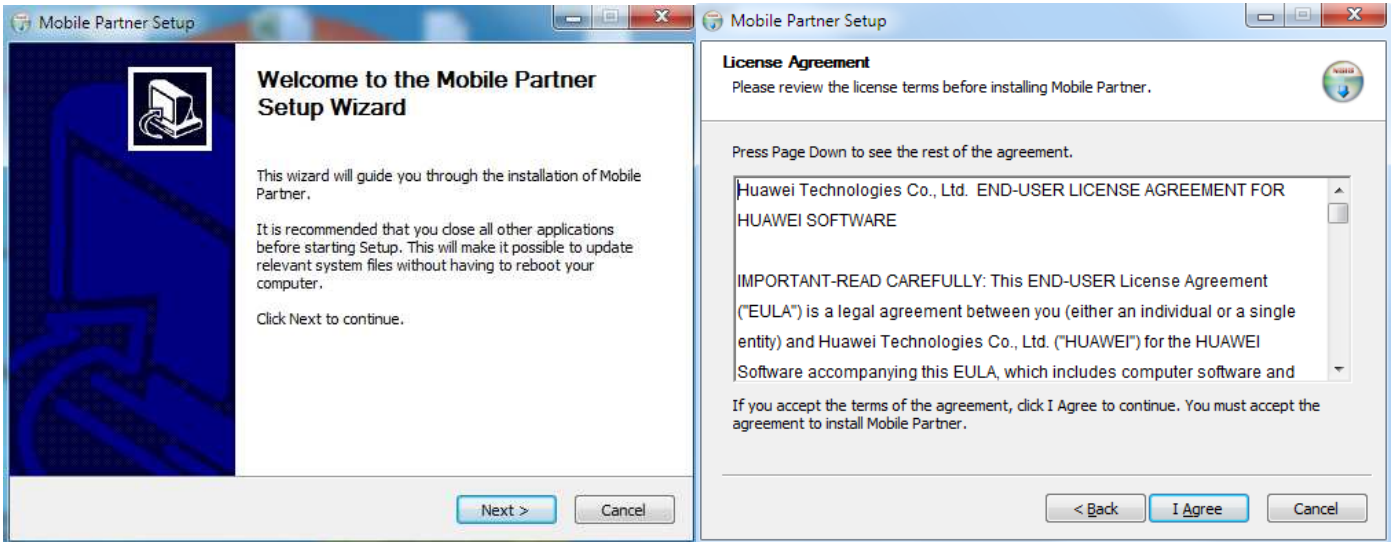 Mobile Partner Setup
Welcome to the Mobile Partner
Setup Wizard
This wizard will guide you through the installation of Mobile
Partner.
It is recommended that you close all other applications
before starting Setup. This will make it possible to update
relevant system files without having to reboot your
computer.
Click Next to continue.
Next >
Cancel
Mobile Partner Setup
License Agreement
Please review the license terms before installing Mobile Partner.
Press Page Down to see the rest of the agreement.
Huawei Technologies Co., Ltd. END-USER LICENSE AGREEMENT FOR
HUAWEI SOFTWARE
IMPORTANT-READ CAREFULLY: This END-USER License Agreement
("EULA") is a legal agreement between you (either an individual or a single
entity) and Huawei Technologies Co., Ltd. ("HUAWEI") for the HUAWEI
Software accompanying this EULA, which includes computer software and
If you accept the terms of the agreement, click I Agree to continue. You must accept the
agreement to install Mobile Partner.
< Back
I Agree
Cancel